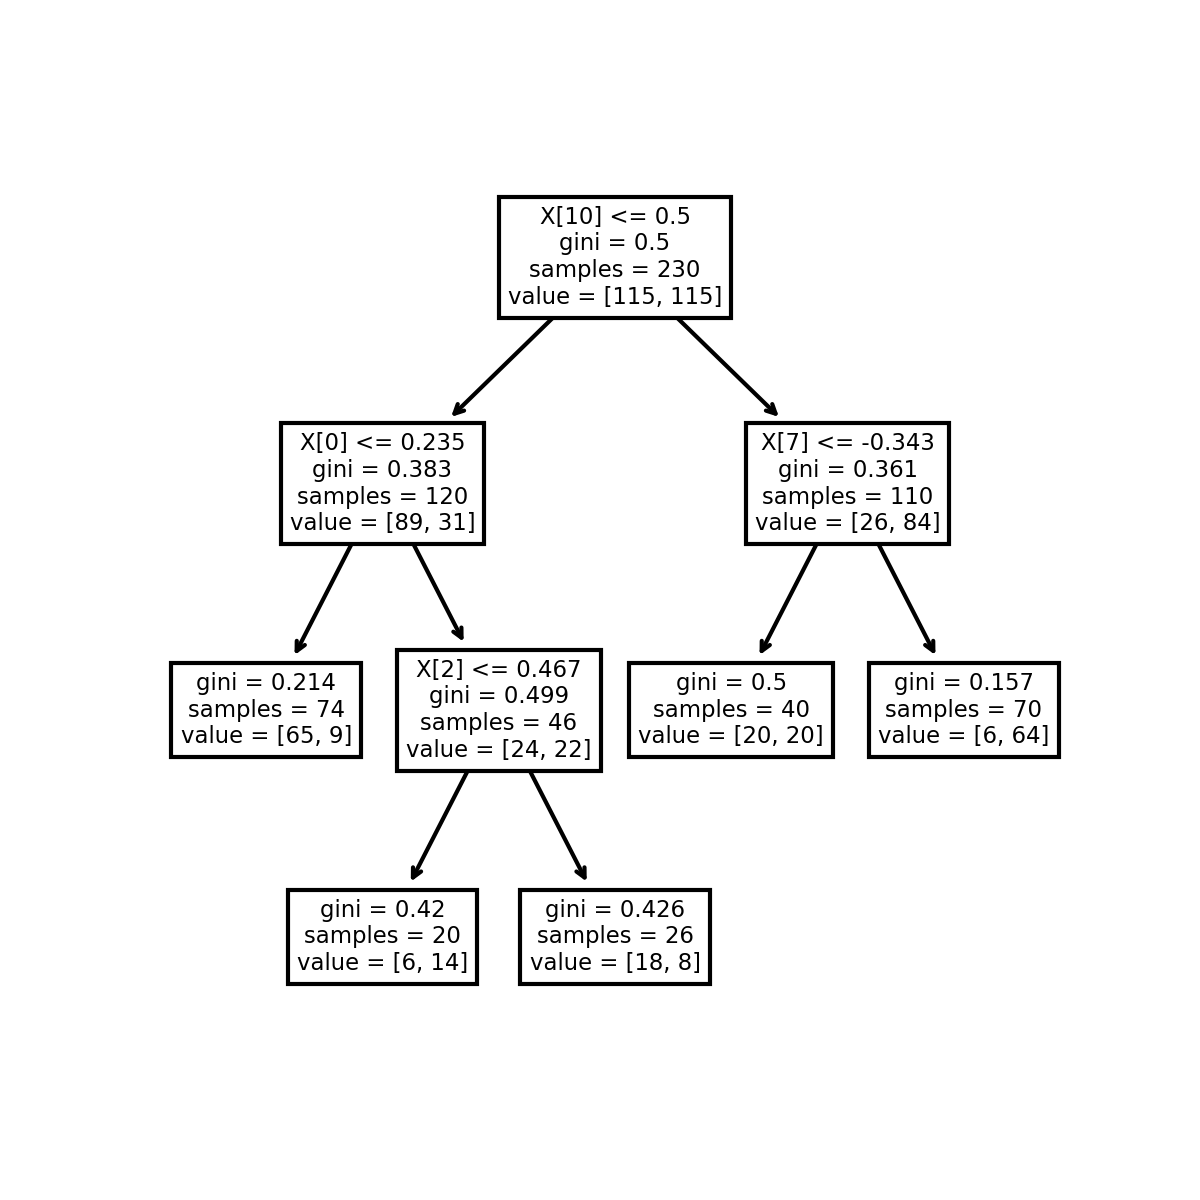 X[10] <= 0.5
gini = 0.5
samples = 230
value = [115, 115]
X[0] <= 0.235
gini = 0.383
samples = 120
value = [89, 31]
X[7] <= -0.343
gini = 0.361
samples = 110
value = [26, 84]
gini = 0.214
samples = 74
value = [65, 9]
X[2] <= 0.467
gini = 0.499
samples = 46
value = [24, 22]
gini = 0.5
samples = 40
value = [20, 20]
gini = 0.157
samples = 70
value = [6, 64]
gini = 0.42
samples = 20
value = [6, 14]
gini = 0.426
samples = 26
value = [18, 8]